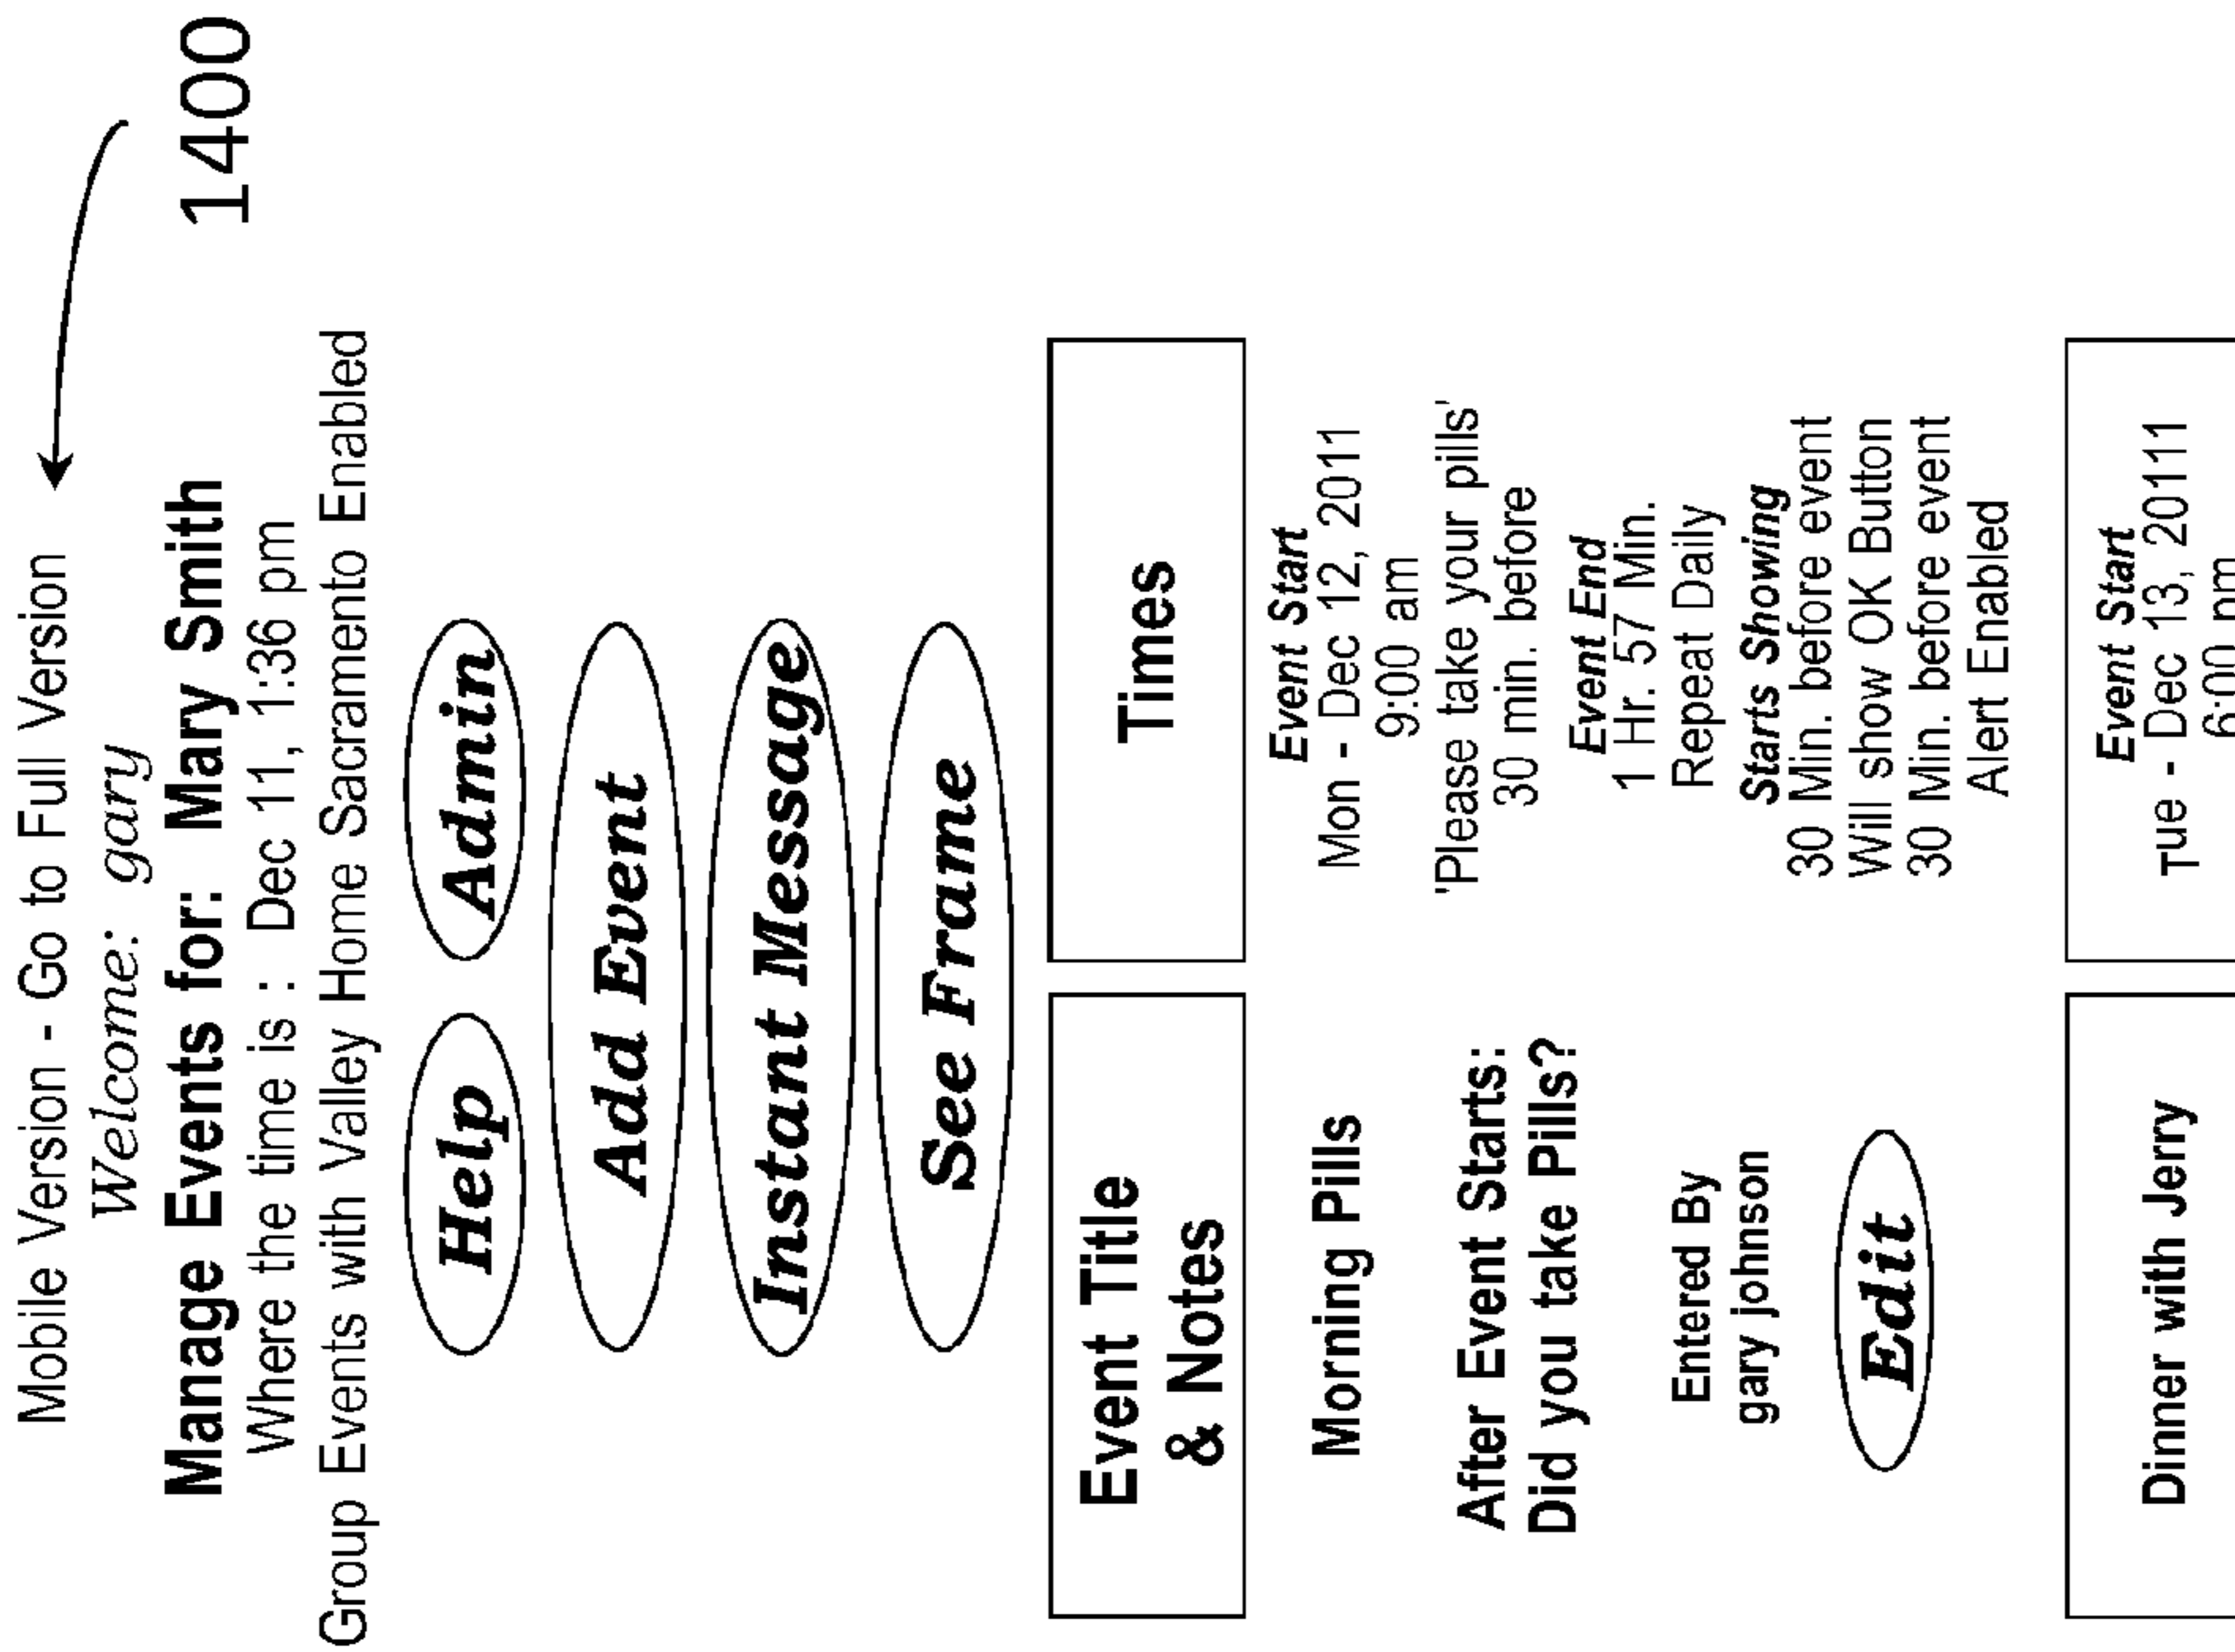 Mobile Version - Go to Full Version
Welcome: gary
1400
Manage Events for: Mary Smith
Where the time is : Dec 11, 1:36 pm
Group Events with Valley Home Sacramento Enabled
Help Admin
Add Event
Instant Message
See Frame
Event Title
& Notes
Times
Morning Pills
After Event Starts:
Did you take Pills?
Entered By
gary johnson
Edit
Event Start
Mon - Dec 12, 2011
9:00 am
'Please take your pills'
30 min. before
Event End
1 Hr. 57 Min.
Repeat Daily
Starts Showing
30 Min. before event
Will show OK Button
30 Min. before event
Alert Enabled
Dinner with Jerry
Event Start
Tue - Dec 13, 20111
6:00 pm